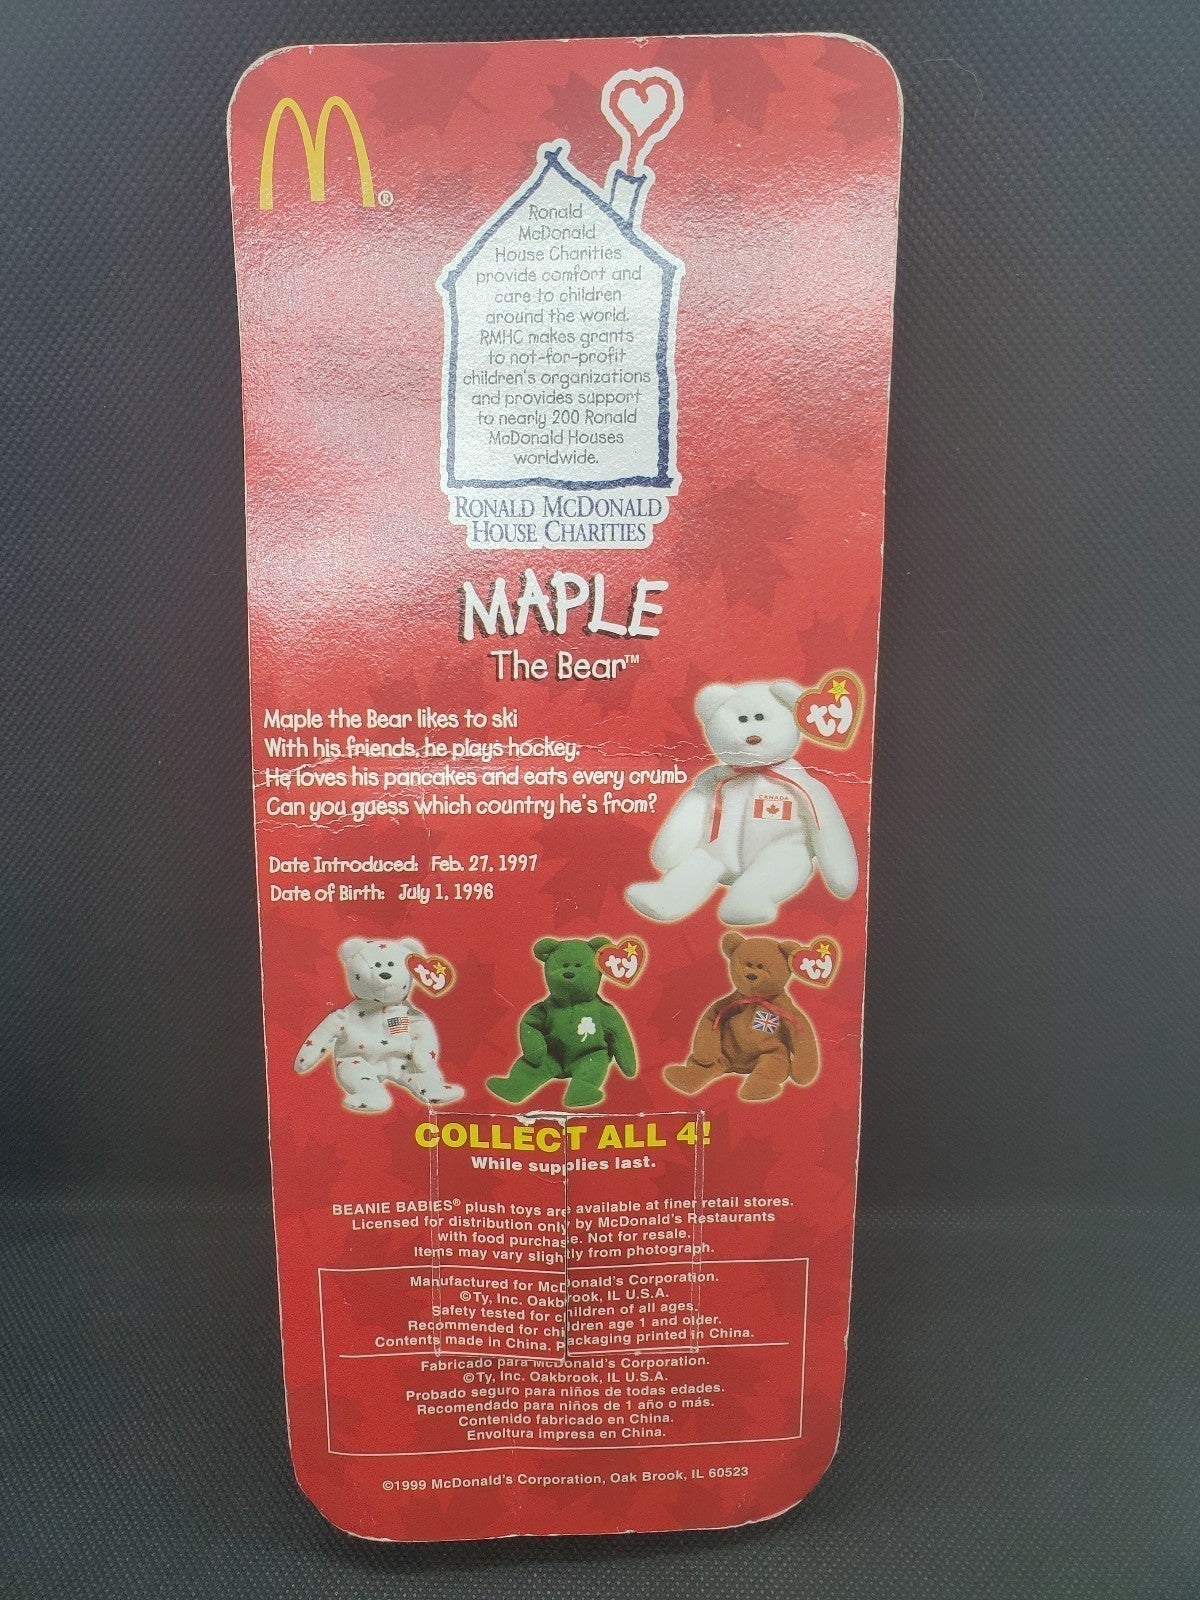 M®
Ronald
McDonald
House Charities
provide comfort and
care to children
around the world.
RMHC makes grants
to not-for-profit
children's organizations
and provides support
to nearly 200 Ronald
McDonald Houses
worldwide.
RONALD MCDONALD
HOUSE CHARITIES
MAPLE
The Bear™
Maple the Bear likes to ski
With his friends, he plays hockey.
He loves his pancakes and eats every crumb
Can you guess which country he's from?
ty
CANADA
Date Introduced: Feb. 27, 1997
Date of Birth: July 1, 1996
ty
ty
ty
COLLECT ALL 4!
While supplies last.
BEANIE BABIES® plush toys are available at finer retail stores.
Licensed for distribution only by McDonald's Restaurants
with food purchase. Not for resale.
Items may vary slightly from photograph.
Manufactured for McDonald's Corporation.
©Ty, Inc. Oakbrook, IL U.S.A.
Safety tested for children of all ages.
Recommended for children age 1 and older.
Contents made in China. Packaging printed in China.
Fabricado para McDonald's Corporation.
©Ty, Inc. Oakbrook, IL U.S.A.
Probado seguro para niños de todas edades.
Recomendado para niños de 1 año o más.
Contenido fabricado en China.
Envoltura impresa en China.
©1999 McDonald's Corporation, Oak Brook, IL 60523